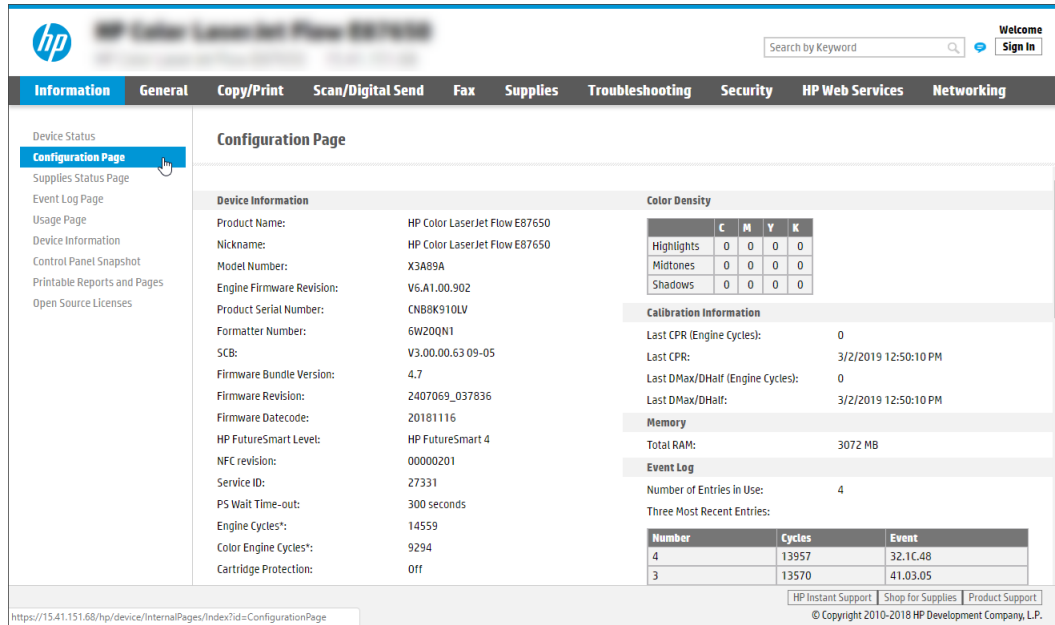 hp
Welcome
Search by Keyword
Sign In
Information General Copy/Print Scan/Digital Send Fax Supplies Troubleshooting Security HP Web Services Networking
Device Status
Configuration Page
Supplies Status Page
Event Log Page
Usage Page
Device Information
Control Panel Snapshot
Printable Reports and Pages
Open Source Licenses
Configuration Page
Device Information
Product Name: HP Color LaserJet Flow E87650
Nickname: HP Color LaserJet Flow E87650
Model Number: X3A89A
Engine Firmware Revision: V6.A1.00.902
Product Serial Number: CNB8K910LV
Formatter Number: 6W20QN1
SCB: V3.00.00.63 09-05
Firmware Bundle Version: 4.7
Firmware Revision: 2407069_037836
Firmware Datecode: 20181116
HP FutureSmart Level: HP FutureSmart 4
NFC revision: 00000201
Service ID: 27331
PS Wait Time-out: 300 seconds
Engine Cycles*: 14559
Color Engine Cycles*: 9294
Cartridge Protection: Off
Color Density
C M Y K
Highlights 0 0 0 0
Midtones 0 0 0 0
Shadows 0 0 0 0
Calibration Information
Last CPR (Engine Cycles): 0
Last CPR: 3/2/2019 12:50:10 PM
Last DMax/DHalf (Engine Cycles): 0
Last DMax/DHalf: 3/2/2019 12:50:10 PM
Memory
Total RAM: 3072 MB
Event Log
Number of Entries in Use: 4
Three Most Recent Entries:
Number Cycles Event
4 13957 32.1C.48
3 13570 41.03.05
HP Instant Support Shop for Supplies Product Support
https://15.41.151.68/hp/device/InternalPages/Index?id=ConfigurationPage
© Copyright 2010-2018 HP Development Company, L.P.